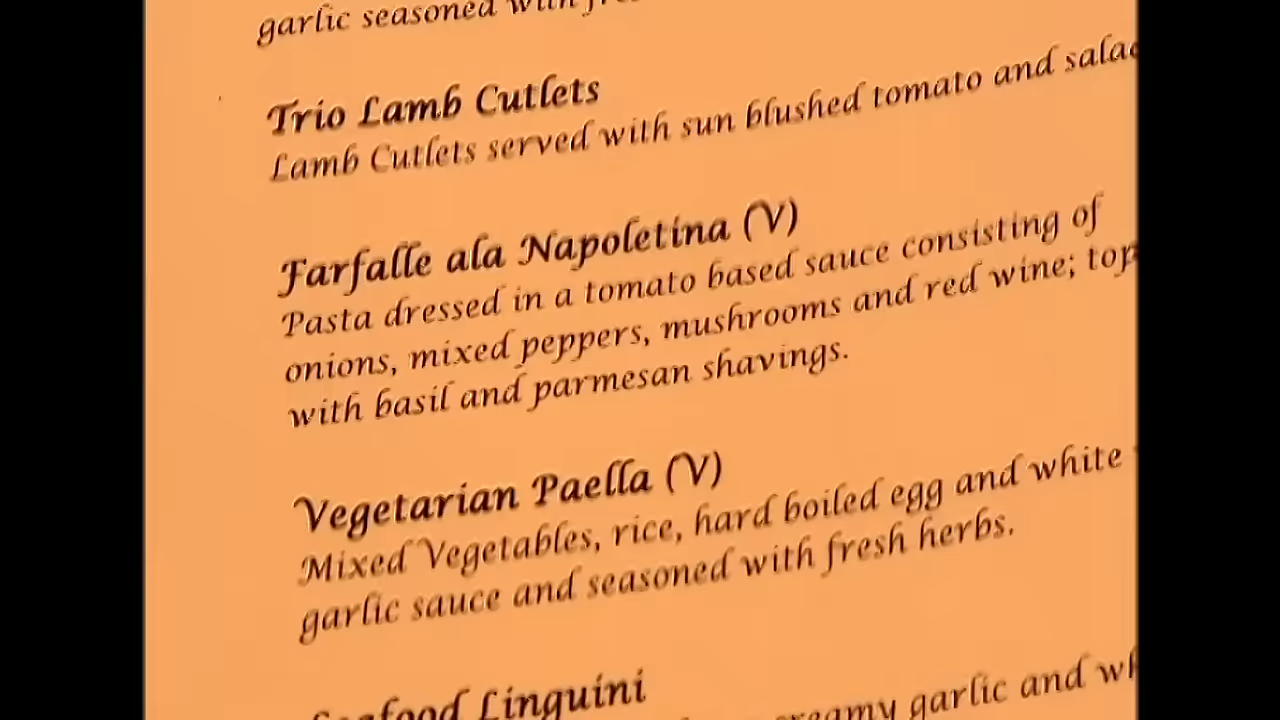 garlic seasoned with
Trio Lamb Cutlets
Lamb Cutlets served with sun blushed tomato and
Farfalle ala Napoletina (V)
Pasta dressed in a tomato based sauce consisting of
onions, mixed peppers, mushrooms and red wine;
with basil and parmesan shavings.
Vegetarian Paella (V)
Mixed Vegetables, rice, hard boiled egg and white
garlic sauce and seasoned with fresh herbs.
Linguini
creamy garlic and